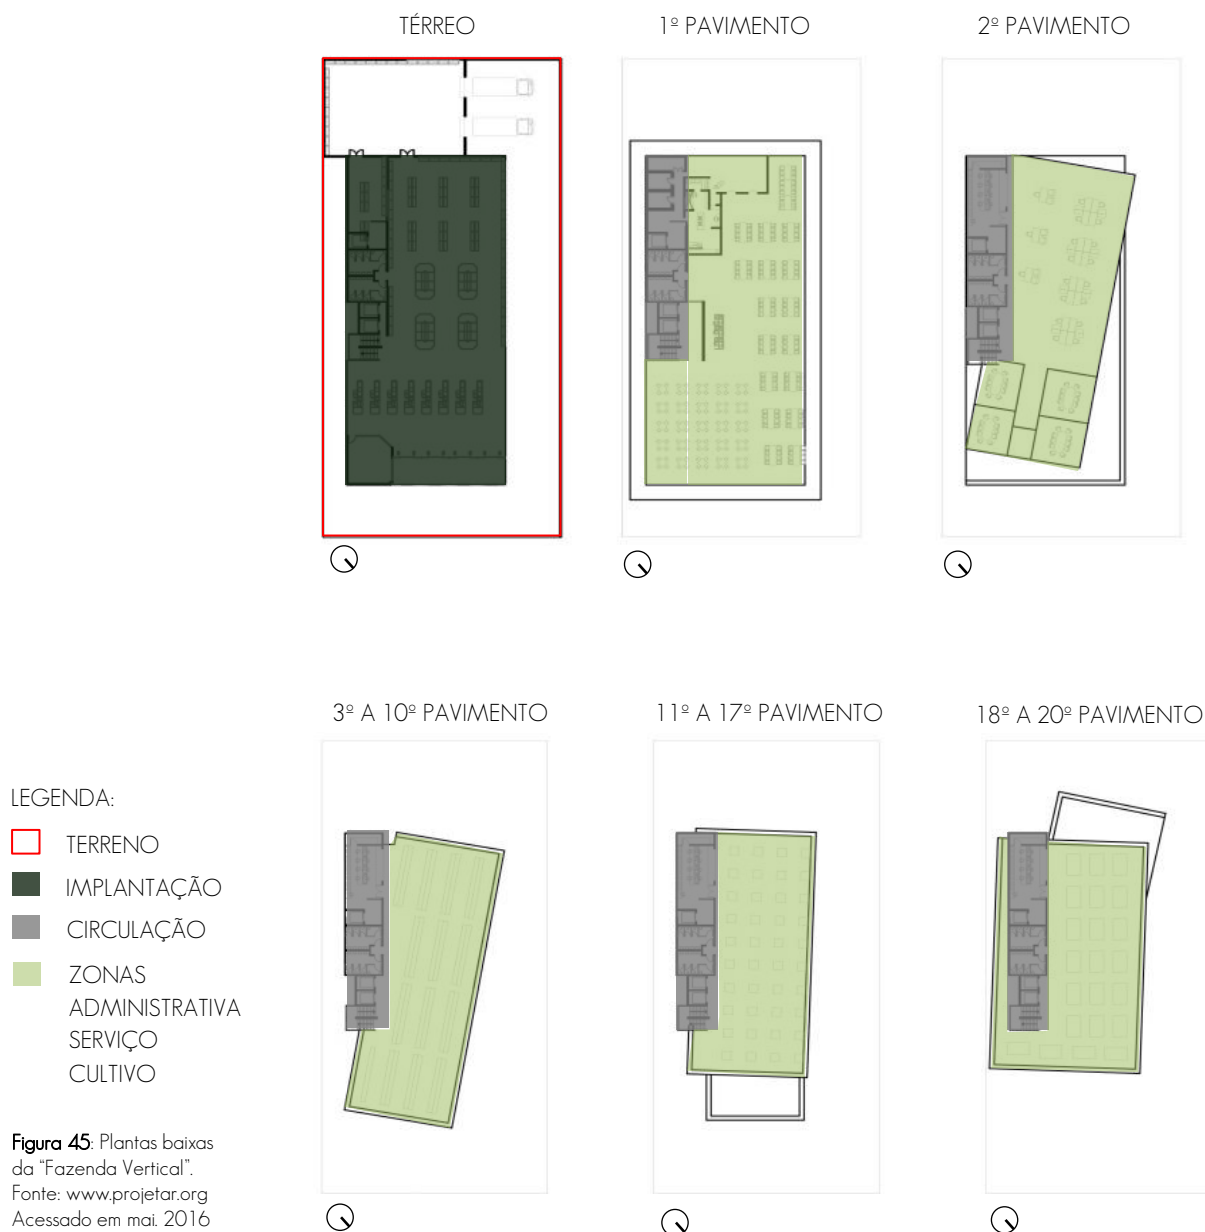 TÉRREO
1º PAVIMENTO
2º PAVIMENTO
3º A 10º PAVIMENTO
11º A 17º PAVIMENTO
18º A 20º PAVIMENTO
LEGENDA:
TERRENO
IMPLANTAÇÃO
CIRCULAÇÃO
ZONAS
ADMINISTRATIVA
SERVIÇO
CULTIVO
Figura 45: Plantas baixas
da "Fazenda Vertical".
Fonte: www.projetar.org
Acessado em mai. 2016